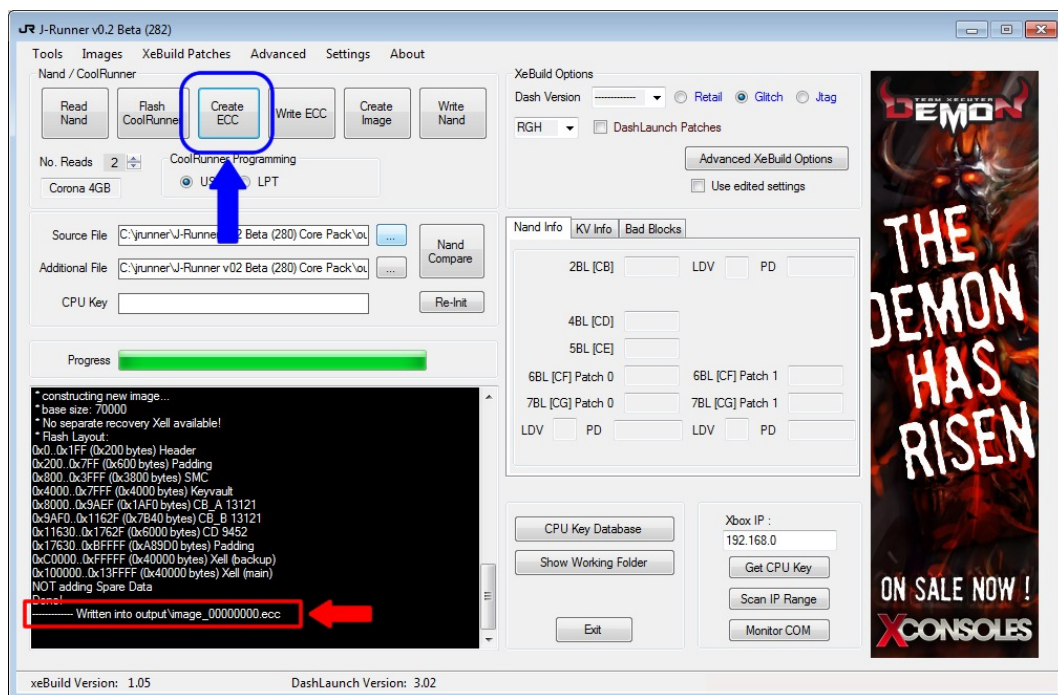 J-Runner v0.2 Beta (282)
Tools Images XeBuild Patches Advanced Settings About
Nand / CoolRunner
Read Nand
Flash CoolRunner
Create ECC
Write ECC
Create Image
Write Nand
No. Reads 2
CoolRunner Programming
Corona 4GB
LPT
Source File C:\jrunner\J-Runner v02 Beta (280) Core Pack\ou ...
Additional File C:\jrunner\J-Runner v02 Beta (280) Core Pack\ou ...
Nand Compare
CPU Key
Re-Init
Progress
* constructing new image...
* base size: 70000
* No separate recovery Xell available!
* Flash Layout:
0x0..0x1FF (0x200 bytes) Header
0x200..0x7FF (0x600 bytes) Padding
0x800..0x3FFF (0x3800 bytes) SMC
0x4000..0x7FFF (0x4000 bytes) Keyvault
0x8000..0x9AEF (0x1AF0 bytes) CB_A 13121
0x9AF0..0x1162F (0x7B40 bytes) CB_B 13121
0x11630..0x1762F (0x6000 bytes) CD 9452
0x17630..0xBFFFF (0xA89D0 bytes) Padding
0xC0000..0xFFFFF (0x40000 bytes) Xell (backup)
0x100000..0x13FFFF (0x40000 bytes) Xell (main)
NOT adding Spare Data
Done!
------------ Written into output\image_00000000.ecc
XeBuild Options
Dash Version ------------ Retail Glitch Jtag
RGH DashLaunch Patches
Advanced XeBuild Options
Use edited settings
Nand Info KV Info Bad Blocks
2BL [CB] LDV PD
4BL [CD]
5BL [CE]
6BL [CF] Patch 0 6BL [CF] Patch 1
7BL [CG] Patch 0 7BL [CG] Patch 1
LDV PD LDV PD
CPU Key Database
Show Working Folder
Exit
Xbox IP :
192.168.0
Get CPU Key
Scan IP Range
Monitor COM
TEAM XECUTER
DEMON
THE
DEMON
HAS
RISEN
ON SALE NOW !
XCONSOLES
xeBuild Version: 1.05 DashLaunch Version: 3.02